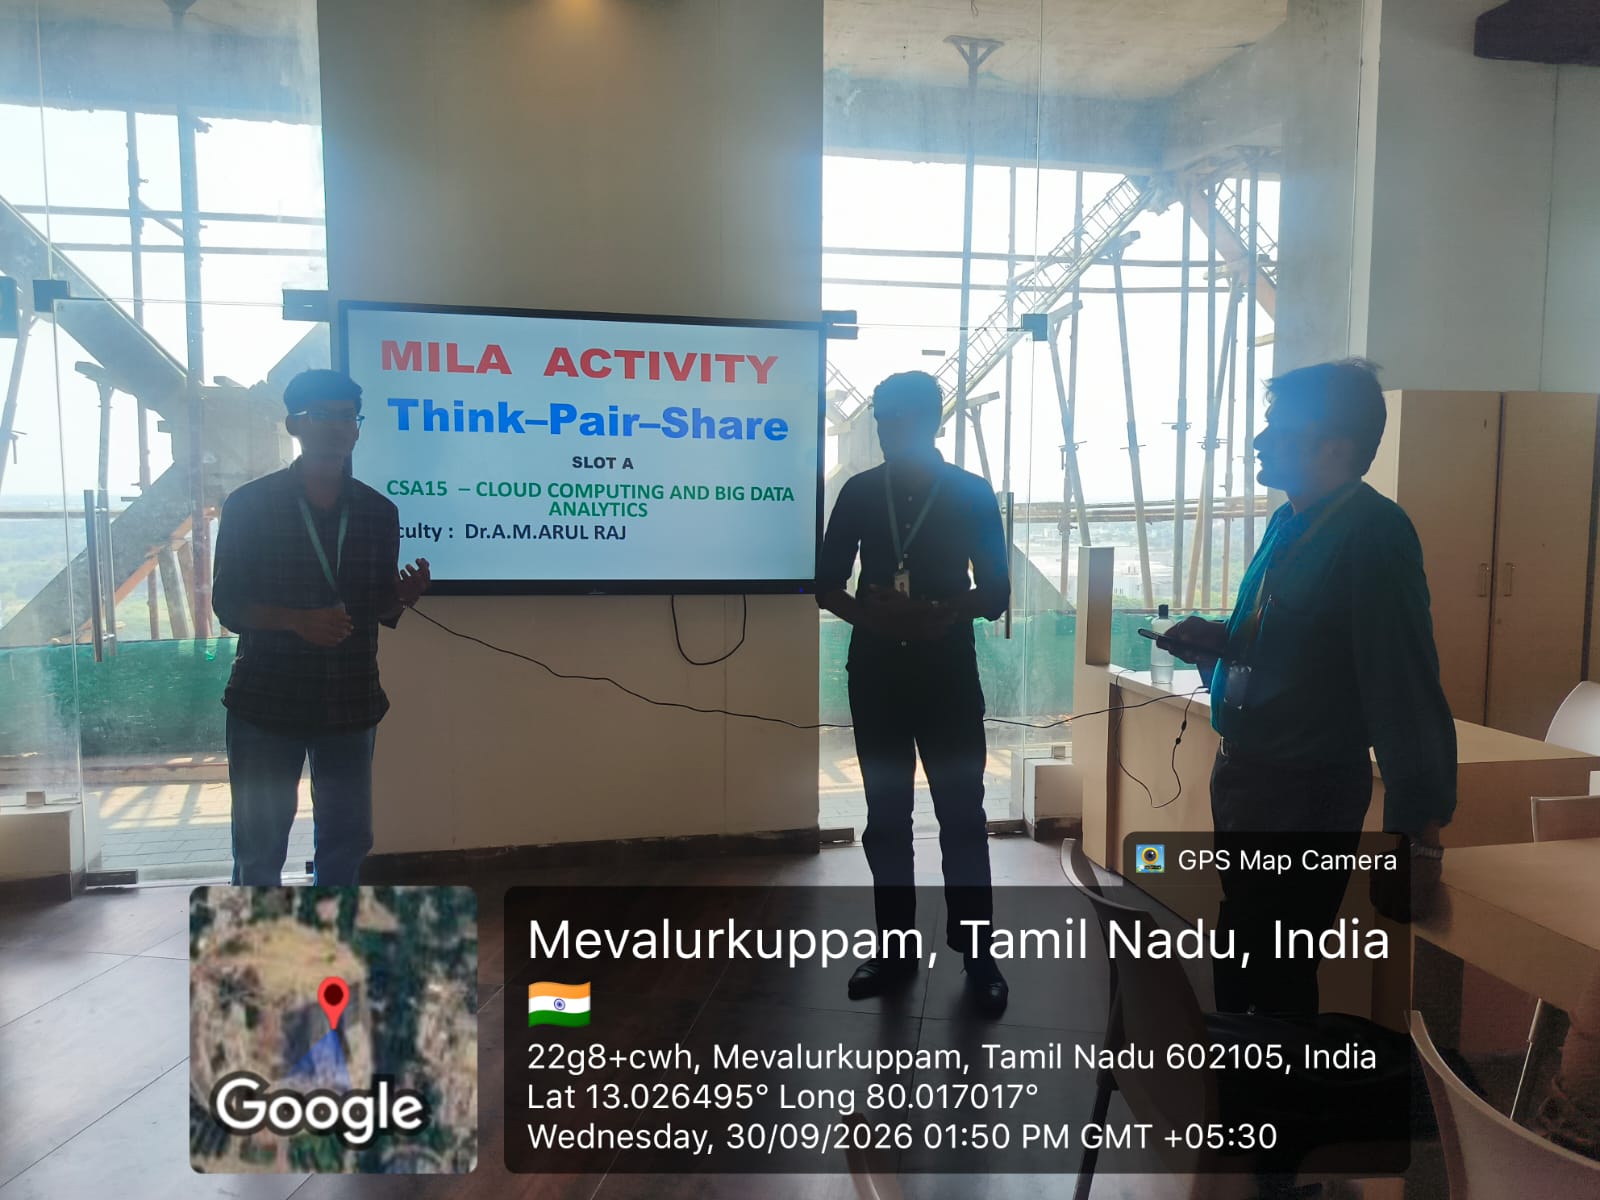 MILA ACTIVITY
Think–Pair–Share
SLOT A
CSA15 – CLOUD COMPUTING AND BIG DATA
ANALYTICS
culty : Dr.A.M.ARUL RAJ
GPS Map Camera
Mevalurkuppam, Tamil Nadu, India
22g8+cwh, Mevalurkuppam, Tamil Nadu 602105, India
Lat 13.026495° Long 80.017017°
Wednesday, 30/09/2026 01:50 PM GMT +05:30
Google